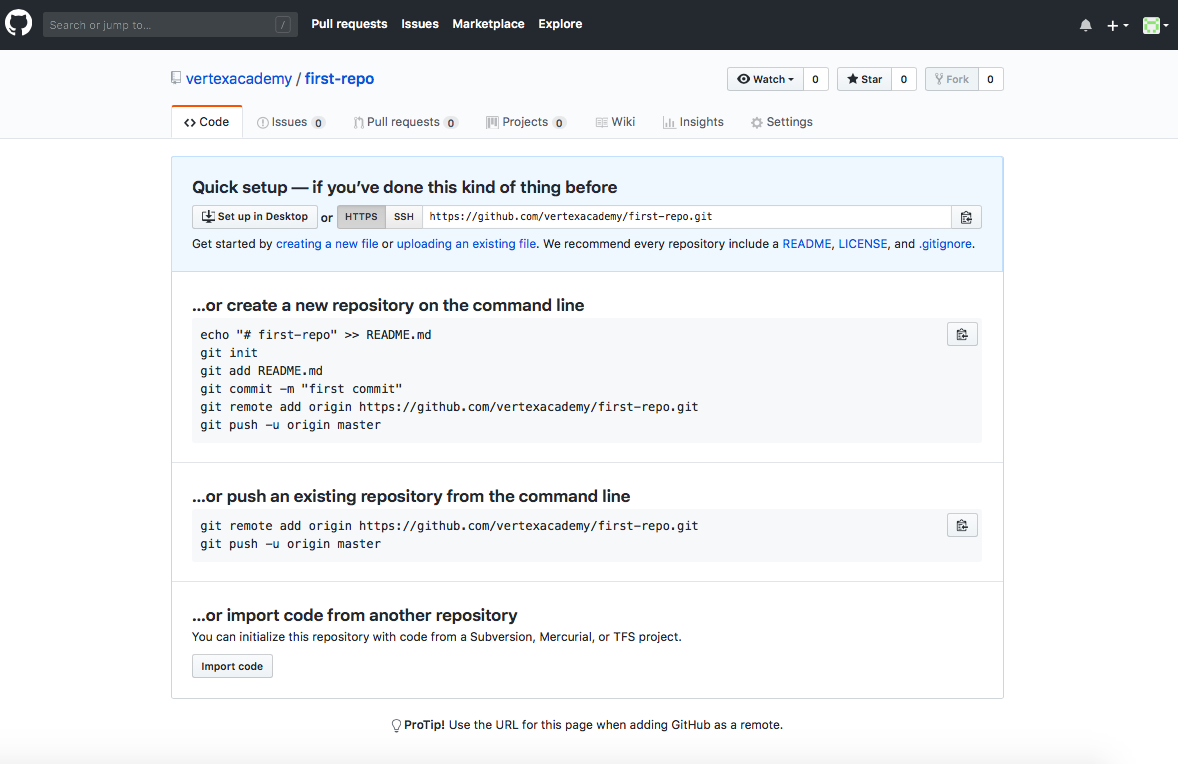 Search or jump to... /
Pull requests Issues Marketplace Explore
vertexacademy / first-repo
Watch 0 Star 0 Fork 0
Code Issues 0 Pull requests 0 Projects 0 Wiki Insights Settings
Quick setup — if you’ve done this kind of thing before
Set up in Desktop or HTTPS SSH https://github.com/vertexacademy/first-repo.git
Get started by creating a new file or uploading an existing file. We recommend every repository include a README, LICENSE, and .gitignore.
…or create a new repository on the command line
echo "# first-repo" >> README.md
git init
git add README.md
git commit -m "first commit"
git remote add origin https://github.com/vertexacademy/first-repo.git
git push -u origin master
…or push an existing repository from the command line
git remote add origin https://github.com/vertexacademy/first-repo.git
git push -u origin master
…or import code from another repository
You can initialize this repository with code from a Subversion, Mercurial, or TFS project.
Import code
ProTip! Use the URL for this page when adding GitHub as a remote.